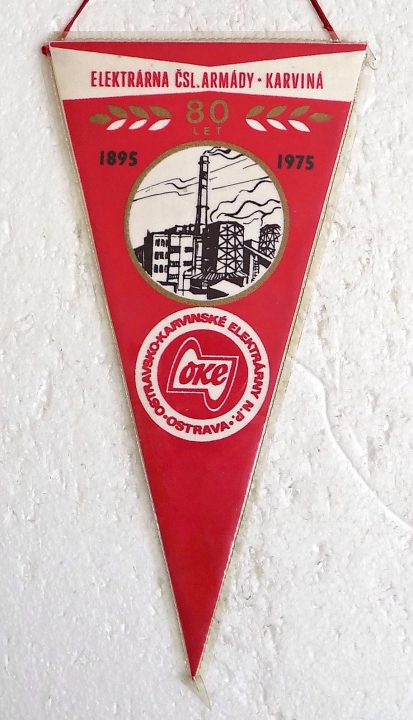 ELEKTRÁRNA ČSL. ARMÁDY • KARVINÁ
80
LET
1895 1975
OSTRAVSKO-KARVINSKÉ ELEKTRÁRNY N.P. • OSTRAVA •
OKE